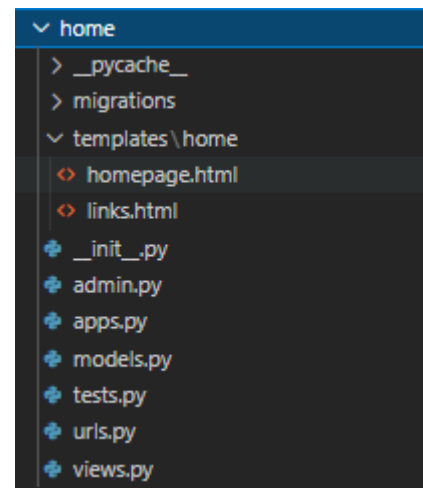 home
__pycache__
migrations
templates\home
<> homepage.html
<> links.html
__init__.py
admin.py
apps.py
models.py
tests.py
urls.py
views.py